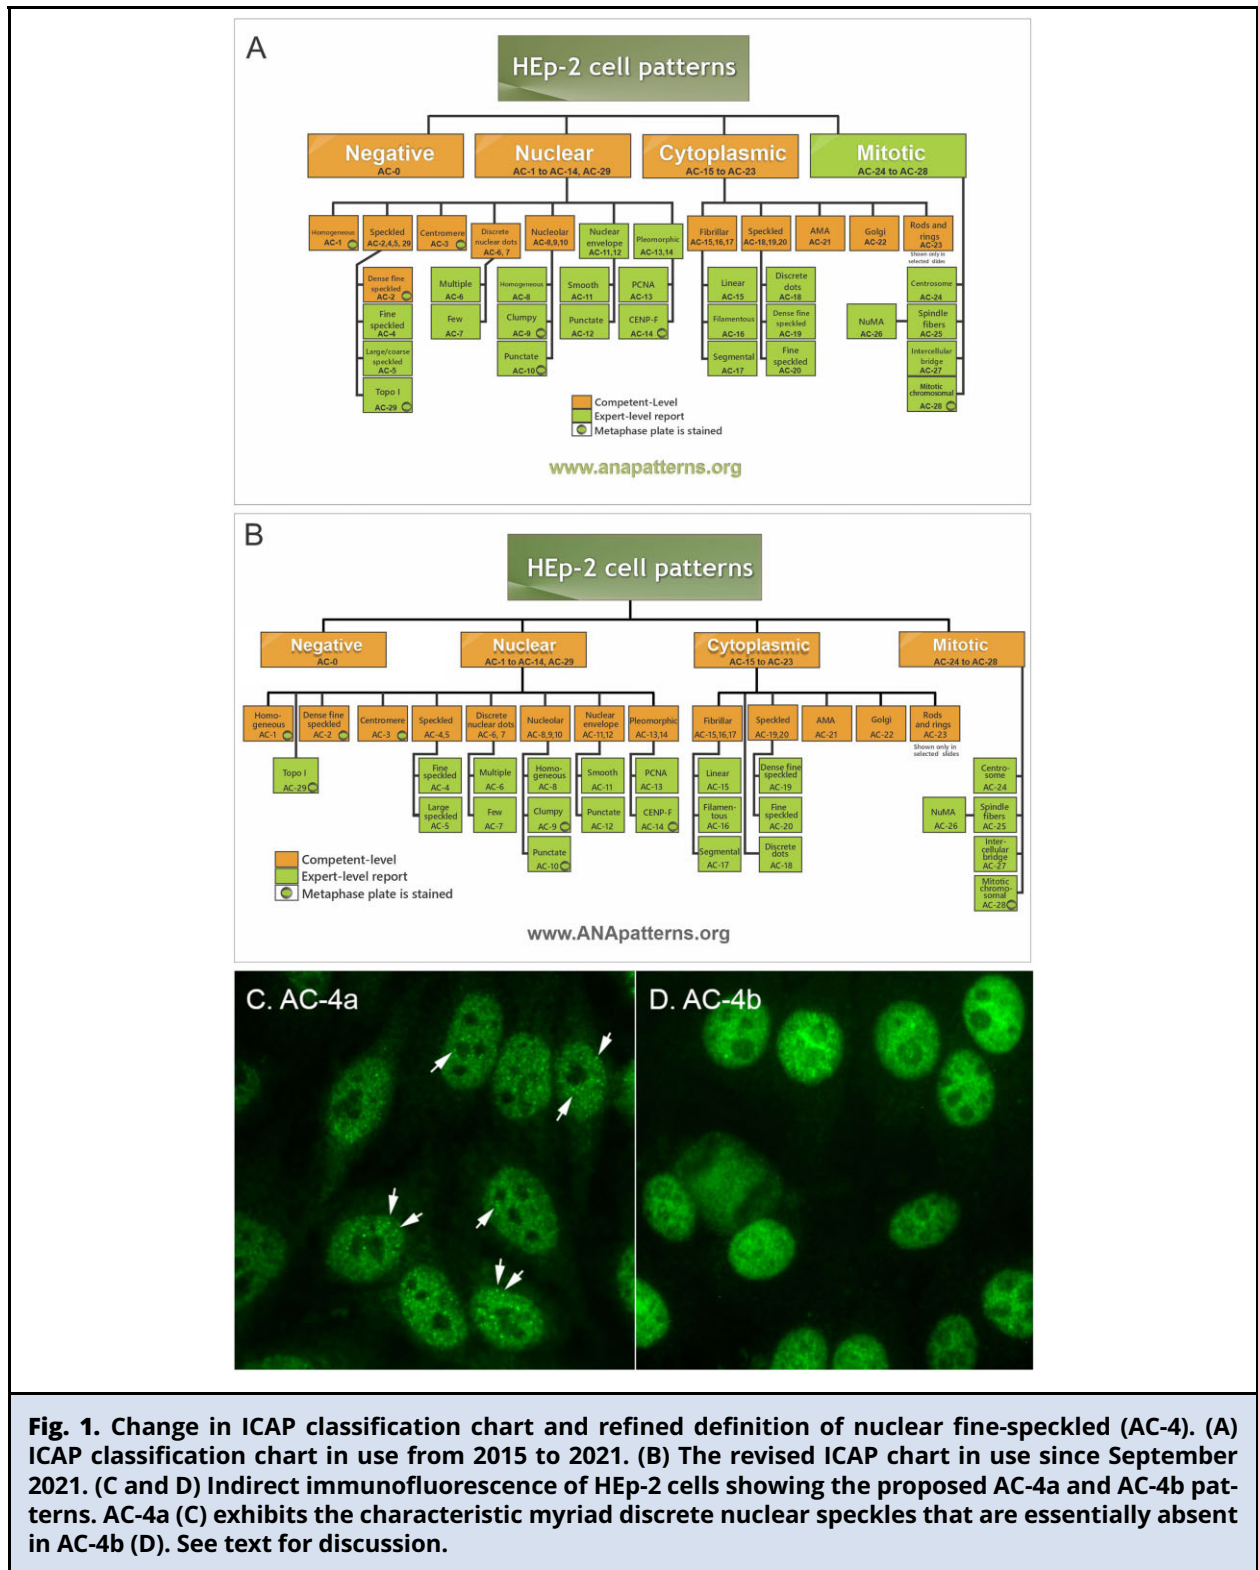 A
HEp-2 cell patterns
Negative
AC-0
Nuclear
AC-1 to AC-14, AC-29
Cytoplasmic
AC-15 to AC-23
Mitotic
AC-24 to AC-28
Homogeneous
AC-1
Speckled
AC-2,4,5, 29
Centromere
AC-3
Discrete
nuclear dots
AC-6, 7
Nucleolar
AC-8,9,10
Nuclear
envelope
AC-11,12
Pleomorphic
AC-13,14
Fibrillar
AC-15,16,17
Speckled
AC-18,19,20
AMA
AC-21
Golgi
AC-22
Rods and
rings
AC-23
Shown only in
selected slides
Dense fine
speckled
AC-2
Fine
speckled
AC-4
Large/coarse
speckled
AC-5
Topo I
AC-29
Multiple
AC-6
Few
AC-7
Homogeneous
AC-8
Clumpy
AC-9
Punctate
AC-10
Smooth
AC-11
Punctate
AC-12
PCNA
AC-13
CENP-F
AC-14
Linear
AC-15
Filamentous
AC-16
Segmental
AC-17
Discrete
dots
AC-18
Dense fine
speckled
AC-19
Fine
speckled
AC-20
Centrosome
AC-24
NuMA
AC-26
Spindle
fibers
AC-25
Intercellular
bridge
AC-27
Mitotic
chromosomal
AC-28
Competent-Level
Expert-level report
Metaphase plate is stained
www.anapatterns.org
B
HEp-2 cell patterns
Negative
AC-0
Nuclear
AC-1 to AC-14, AC-29
Cytoplasmic
AC-15 to AC-23
Mitotic
AC-24 to AC-28
Homo-
geneous
AC-1
Dense fine
speckled
AC-2
Centromere
AC-3
Speckled
AC-4,5
Discrete
nuclear dots
AC-6, 7
Nucleolar
AC-8,9,10
Nuclear
envelope
AC-11,12
Pleomorphic
AC-13,14
Fibrillar
AC-15,16,17
Speckled
AC-19,20
AMA
AC-21
Golgi
AC-22
Rods
and rings
AC-23
Shown only in
selected slides
Topo I
AC-29
Fine
speckled
AC-4
Large
speckled
AC-5
Multiple
AC-6
Few
AC-7
Homo-
geneous
AC-8
Clumpy
AC-9
Punctate
AC-10
Smooth
AC-11
Punctate
AC-12
PCNA
AC-13
CENP-F
AC-14
Linear
AC-15
Filamen-
tous
AC-16
Segmental
AC-17
Dense fine
speckled
AC-19
Fine
speckled
AC-20
Discrete
dots
AC-18
Centro-
some
AC-24
NuMA
AC-26
Spindle
fibers
AC-25
Inter-
cellular
bridge
AC-27
Mitotic
chromo-
somal
AC-28
Competent-level
Expert-level report
Metaphase plate is stained
www.ANApatterns.org
C. AC-4a
D. AC-4b
Fig. 1. Change in ICAP classification chart and refined definition of nuclear fine-speckled (AC-4). (A)
ICAP classification chart in use from 2015 to 2021. (B) The revised ICAP chart in use since September
2021. (C and D) Indirect immunofluorescence of HEp-2 cells showing the proposed AC-4a and AC-4b pat-
terns. AC-4a (C) exhibits the characteristic myriad discrete nuclear speckles that are essentially absent
in AC-4b (D). See text for discussion.